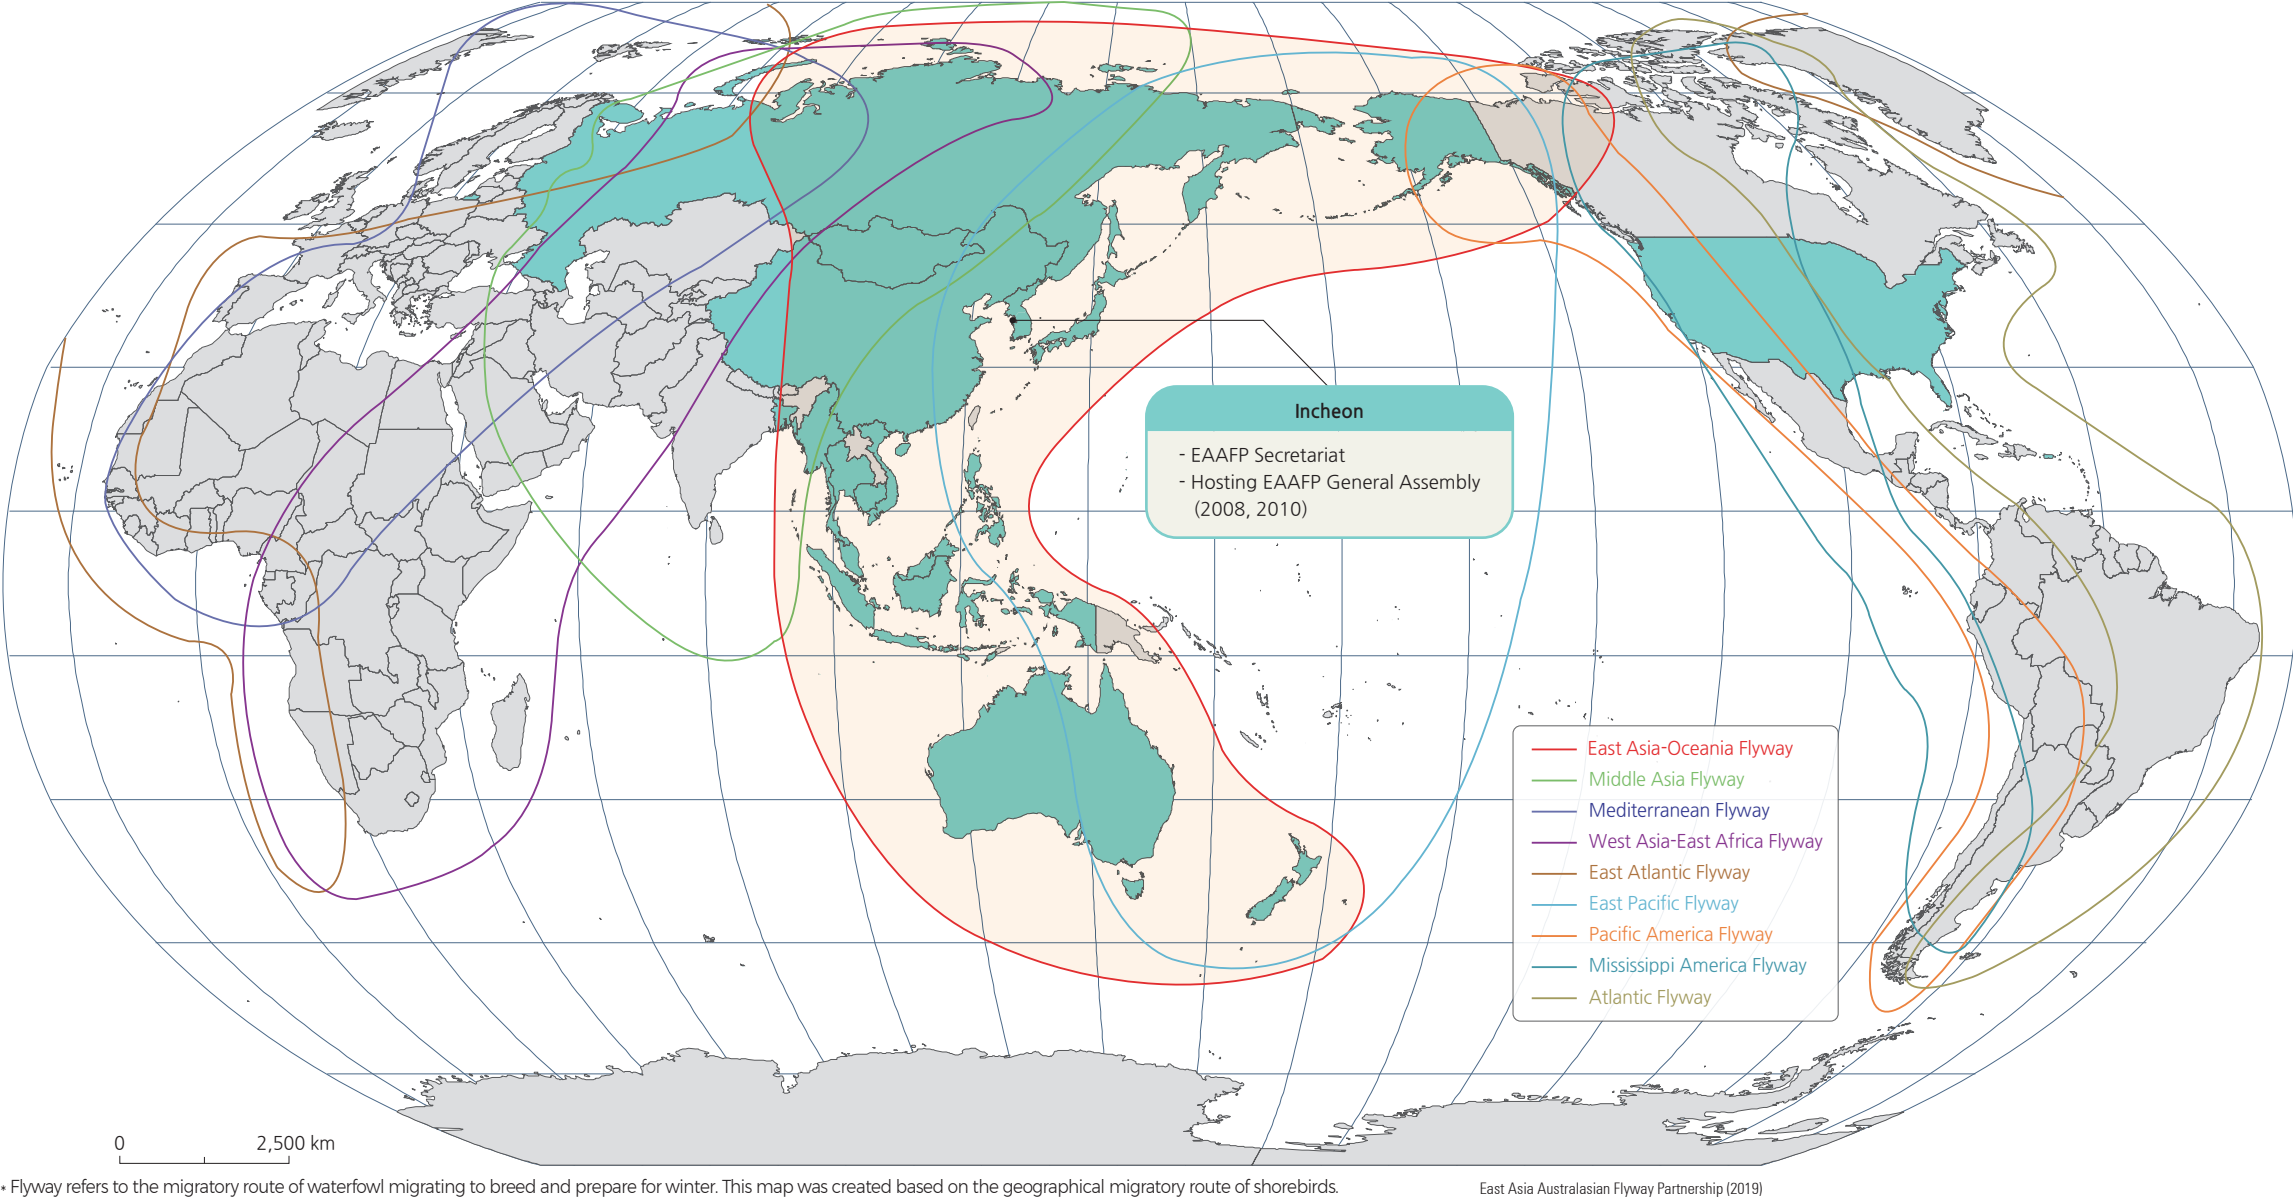 Incheon
- EAAFP Secretariat
- Hosting EAAFP General Assembly
(2008, 2010)
East Asia-Oceania Flyway
Middle Asia Flyway
Mediterranean Flyway
West Asia-East Africa Flyway
East Atlantic Flyway
East Pacific Flyway
Pacific America Flyway
Mississippi America Flyway
Atlantic Flyway
0 2,500 km
* Flyway refers to the migratory route of waterfowl migrating to breed and prepare for winter. This map was created based on the geographical migratory route of shorebirds.
East Asia Australasian Flyway Partnership (2019)